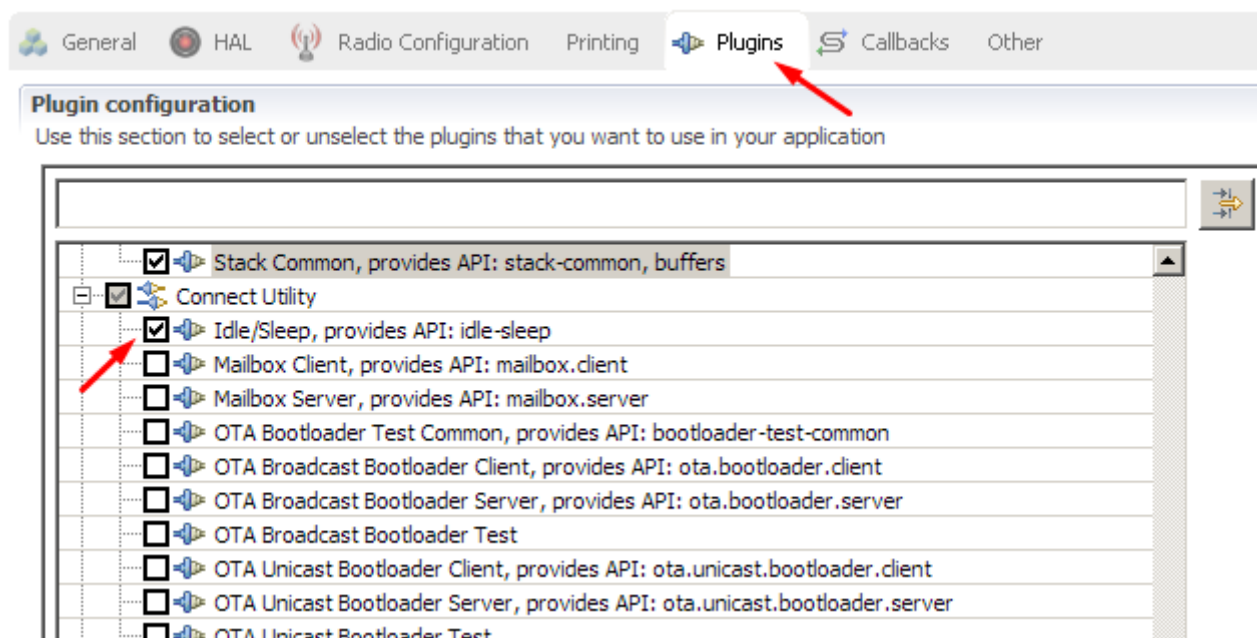 General HAL Radio Configuration Printing Plugins Callbacks Other
Plugin configuration
Use this section to select or unselect the plugins that you want to use in your application
Stack Common, provides API: stack-common, buffers
Connect Utility
Idle/Sleep, provides API: idle-sleep
Mailbox Client, provides API: mailbox.client
Mailbox Server, provides API: mailbox.server
OTA Bootloader Test Common, provides API: bootloader-test-common
OTA Broadcast Bootloader Client, provides API: ota.bootloader.client
OTA Broadcast Bootloader Server, provides API: ota.bootloader.server
OTA Broadcast Bootloader Test
OTA Unicast Bootloader Client, provides API: ota.unicast.bootloader.client
OTA Unicast Bootloader Server, provides API: ota.unicast.bootloader.server
OTA Unicast Bootloader Test